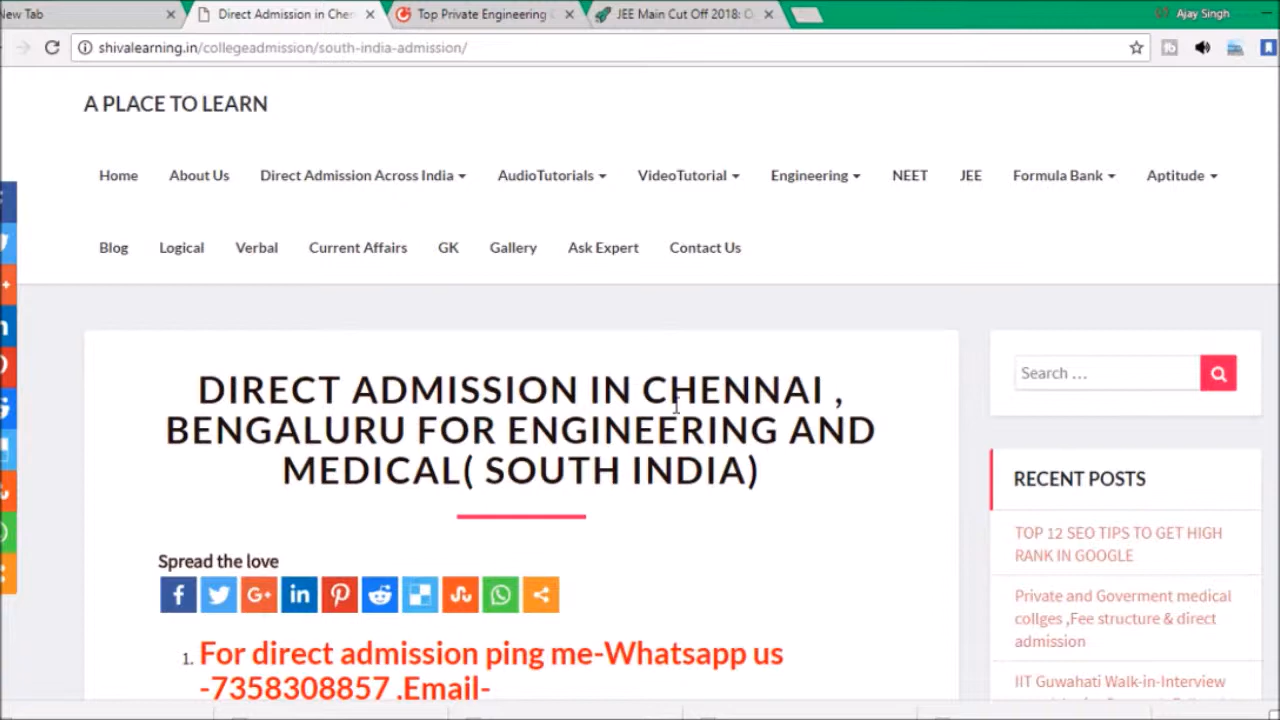 New Tab
Direct Admission in Cher
Top Private Engineering
JEE Main Cut Off 2018:
Ajay Singh
shivalearning.in/collegeadmission/south-india-admission/
A PLACE TO LEARN
Home About Us Direct Admission Across India AudioTutorials VideoTutorial Engineering NEET JEE Formula Bank Aptitude
Blog Logical Verbal Current Affairs GK Gallery Ask Expert Contact Us
DIRECT ADMISSION IN CHENNAI ,
BENGALURU FOR ENGINEERING AND
MEDICAL( SOUTH INDIA)
Spread the love
1. For direct admission ping me-Whatsapp us
-7358308857 ,Email-
Search …
RECENT POSTS
TOP 12 SEO TIPS TO GET HIGH
RANK IN GOOGLE
Private and Goverment medical
collges ,Fee structure & direct
admission
IIT Guwahati Walk-in-Interview